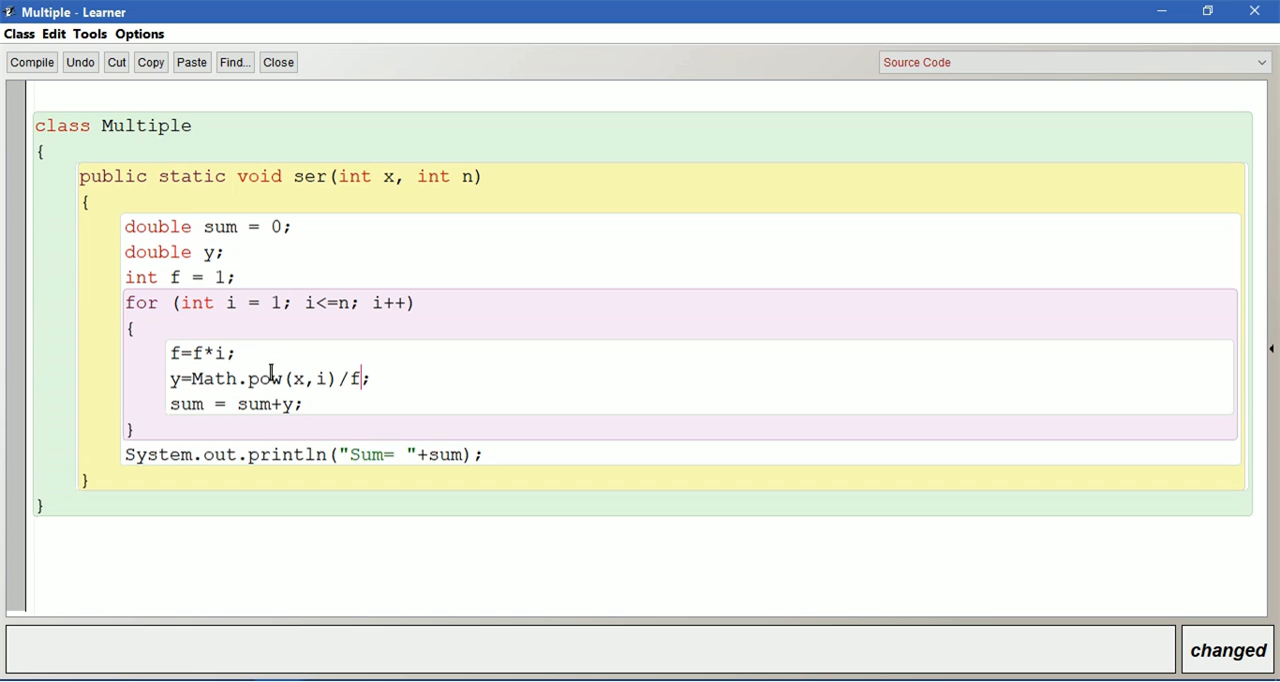 Multiple - Learner
Class Edit Tools Options
Compile Undo Cut Copy Paste Find... Close Source Code
class Multiple
{
public static void ser(int x, int n)
{
double sum = 0;
double y;
int f = 1;
for (int i = 1; i<=n; i++)
{
f=f*i;
y=Math.pow(x,i)/f;
sum = sum+y;
}
System.out.println("Sum= "+sum);
}
}
changed